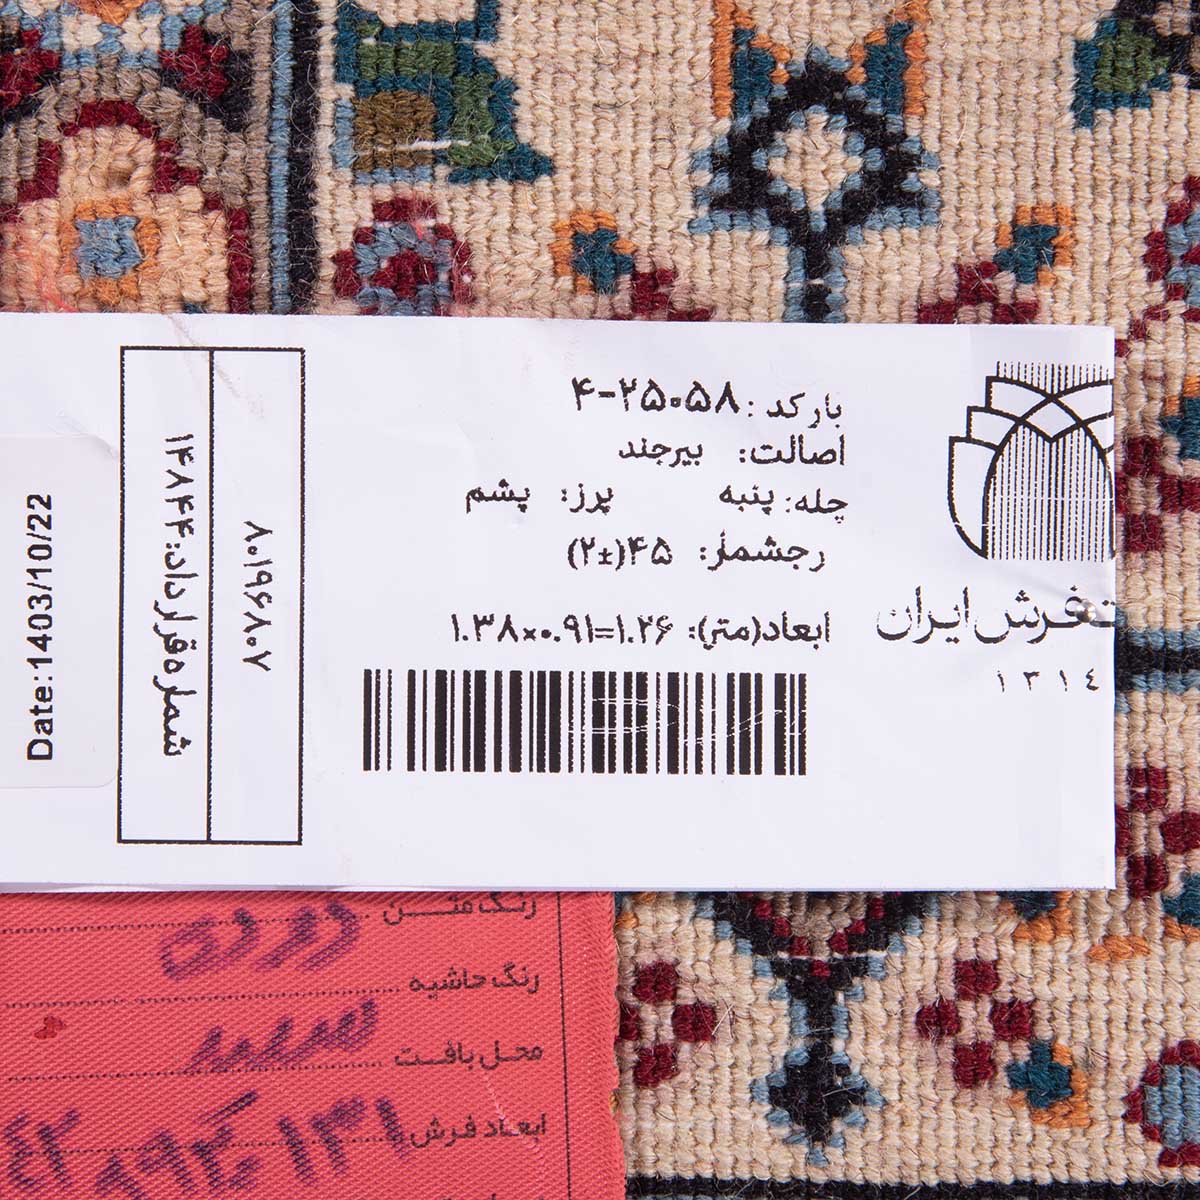 بارکد: ۲۵۰۵۸-۴
اصالت: بیرجند
چله: پنبه پرز: پشم
رجشمار: ۴۵(±۲)
ابعاد(متر): ۱.۳۸×۰.۹۱=۱.۲۶
فرش ایران
۱۳۱۴
۸۰۱۹۶۸۰۷
شماره قرارداد: ۱۴۸۴۴
Date:1403/10/22
رنگ متن
رنگ حاشیه
محل بافت
ابعاد فرش